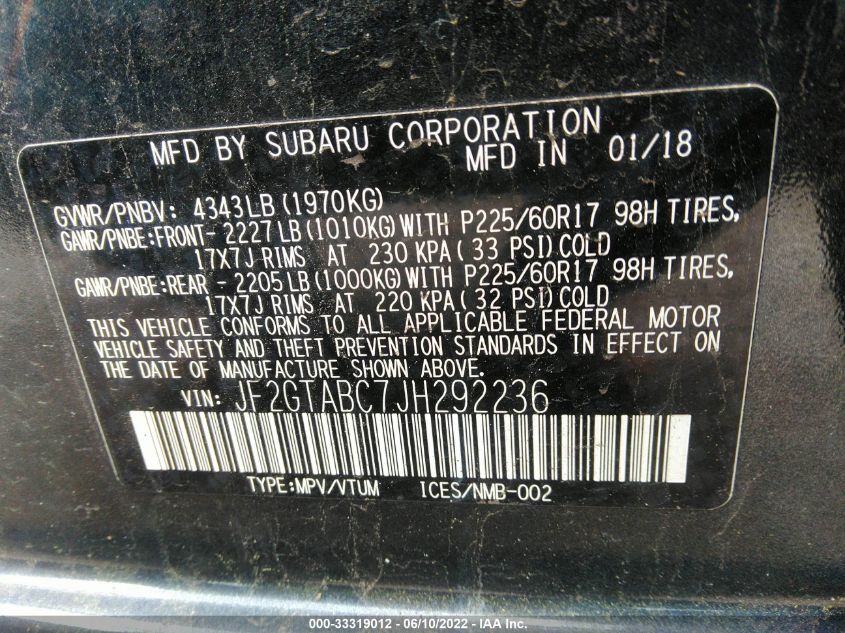 MFD BY SUBARU CORPORATION
MFD IN 01/18
GVWR/PNBV: 4343LB (1970KG)
GAWR/PNBE:FRONT- 2227LB (1010KG) WITH P225/60R17 98H TIRES,
17X7J RIMS AT 230 KPA ( 33 PSI) COLD
GAWR/PNBE:REAR - 2205LB (1000KG) WITH P225/60R17 98H TIRES,
17X7J RIMS AT 220 KPA ( 32 PSI) COLD
THIS VEHICLE CONFORMS TO ALL APPLICABLE FEDERAL MOTOR
VEHICLE SAFETY AND THEFT PREVENTION STANDARDS IN EFFECT ON
THE DATE OF MANUFACTURE SHOWN ABOVE.
VIN: JF2GTABC7JH292236
TYPE:MPV/VTUM ICES/NMB-002
000-33319012 - 06/10/2022 - IAA Inc.